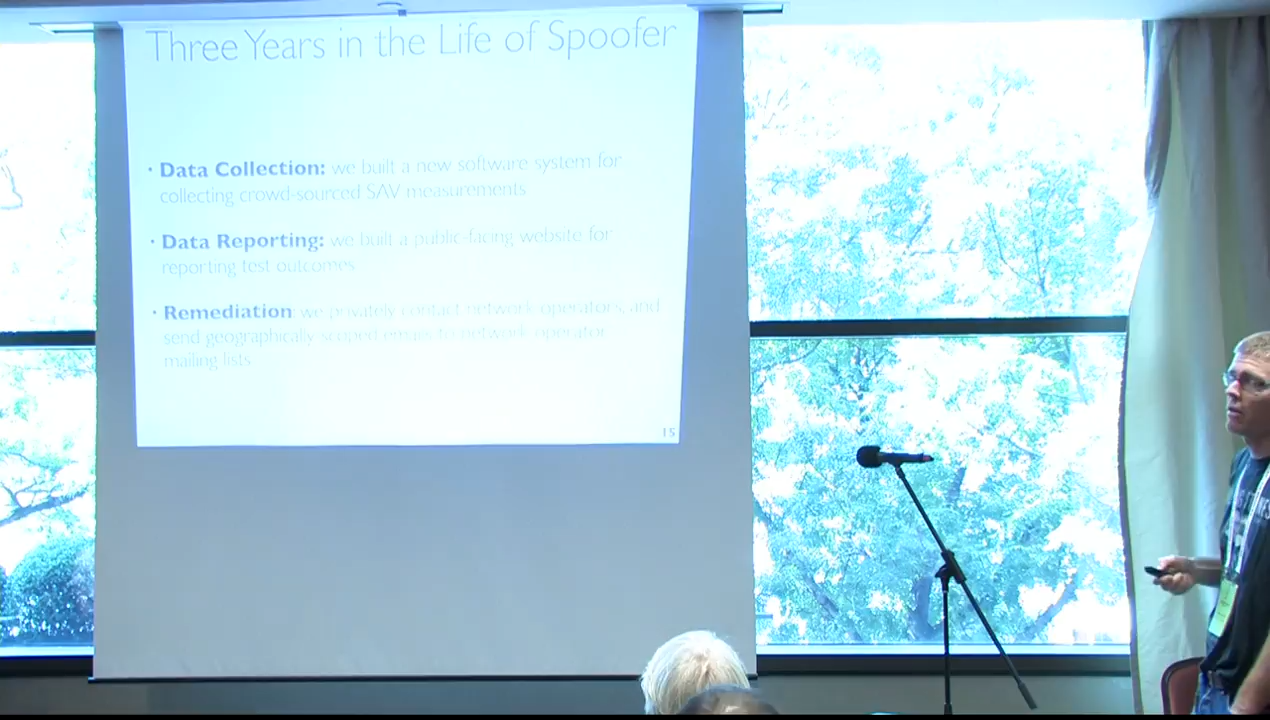 Three Years in the Life of Spoofer
• Data Collection: we built a new software system for
collecting crowd-sourced SAV measurements
• Data Reporting: we built a public-facing website for
reporting test outcomes
• Remediation: we privately contact network operators, and
send geographically scoped emails to network operator
mailing lists
15